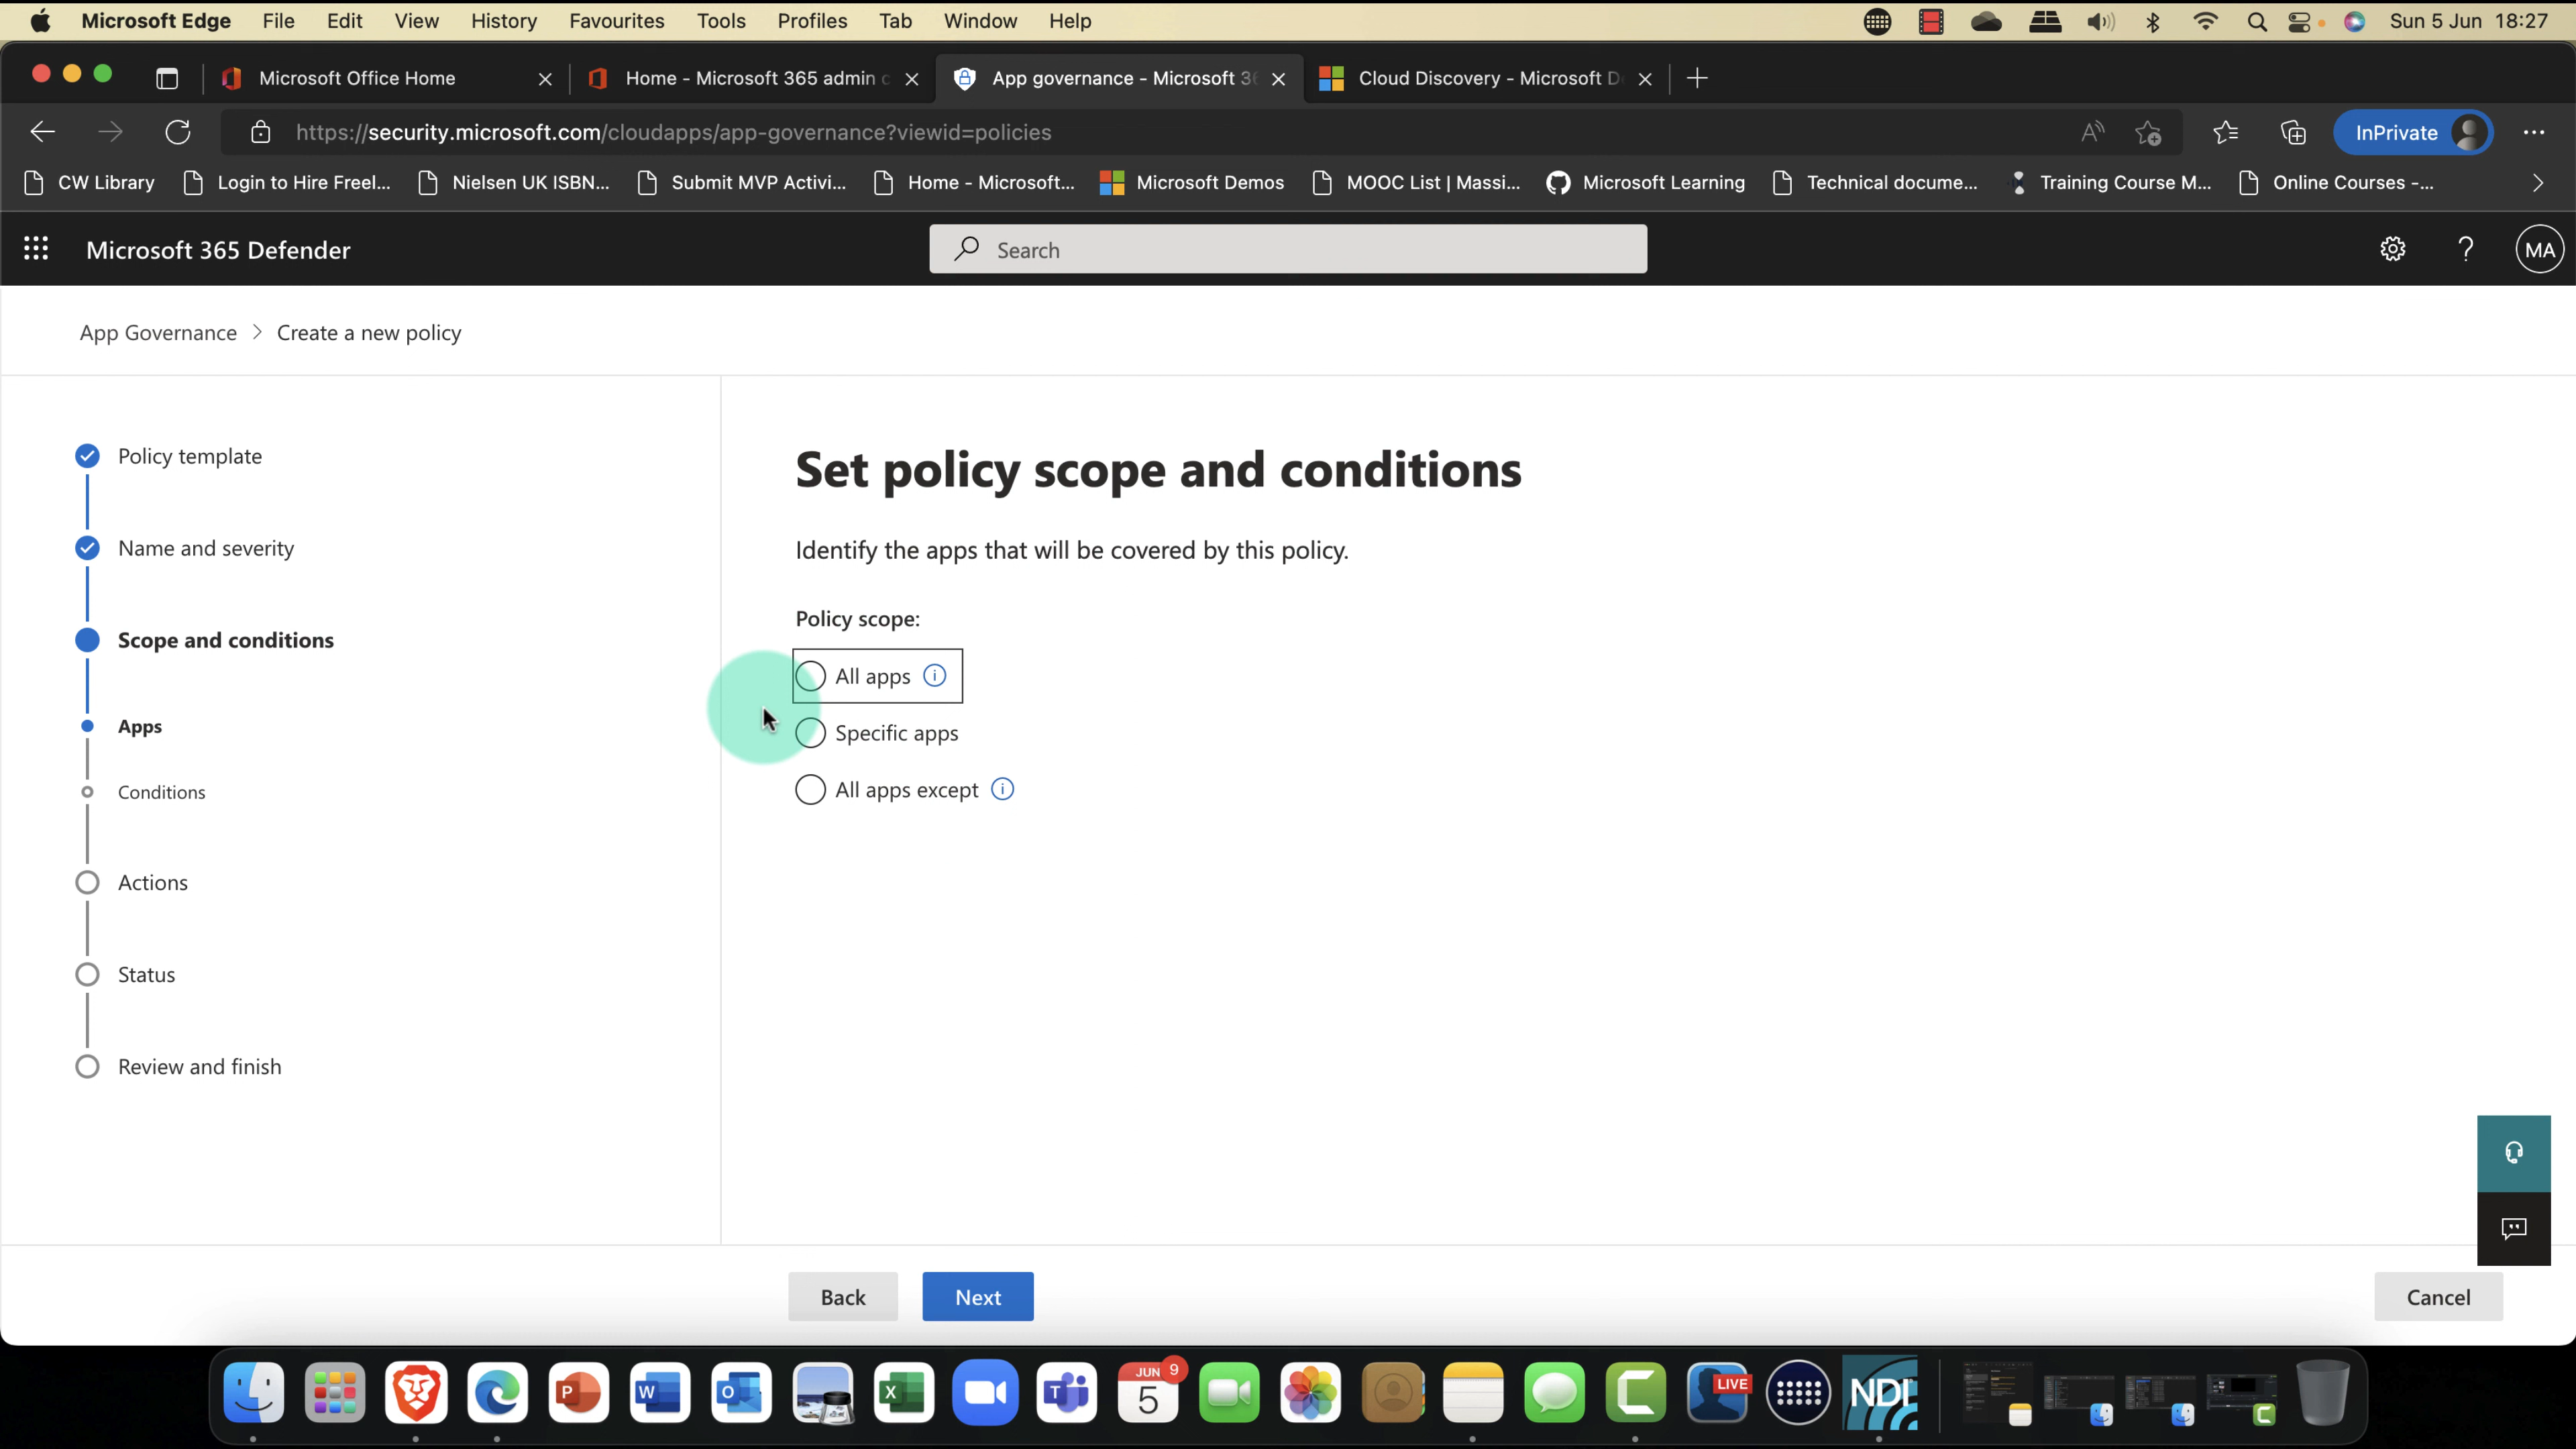 Microsoft Edge File Edit View History Favourites Tools Profiles Tab Window Help Sun 5 Jun 18:27
Microsoft Office Home Home - Microsoft 365 admin c App governance - Microsoft 36 Cloud Discovery - Microsoft D
https://security.microsoft.com/cloudapps/app-governance?viewid=policies InPrivate
CW Library Login to Hire Freel... Nielsen UK ISBN... Submit MVP Activi... Home - Microsoft... Microsoft Demos MOOC List | Massi... Microsoft Learning Technical docume... Training Course M... Online Courses -...
Microsoft 365 Defender Search MA
App Governance > Create a new policy
Policy template
Name and severity
Scope and conditions
Apps
Conditions
Actions
Status
Review and finish
Set policy scope and conditions
Identify the apps that will be covered by this policy.
Policy scope:
All apps
Specific apps
All apps except
Back Next Cancel
JUN 9
5
LIVE
NDI